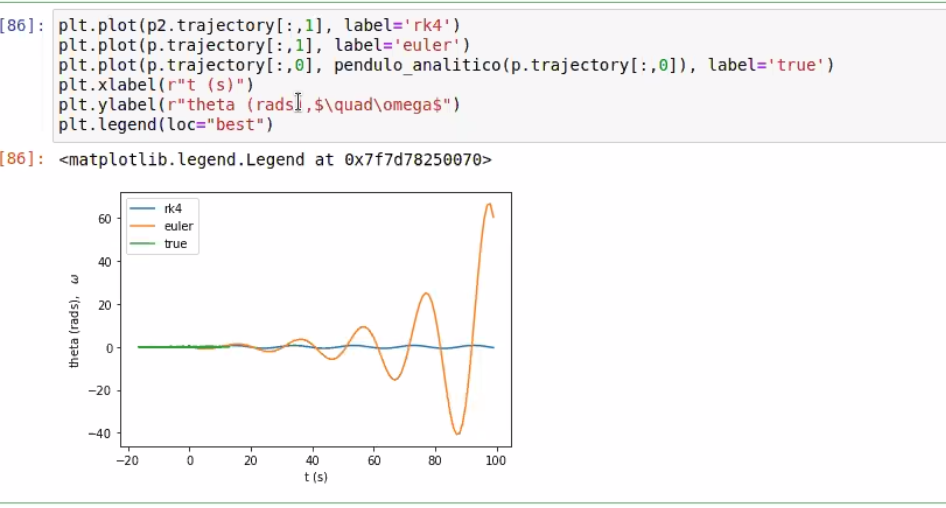 [86]: plt.plot(p2.trajectory[:,1], label='rk4')
plt.plot(p.trajectory[:,1], label='euler')
plt.plot(p.trajectory[:,0], pendulo_analitico(p.trajectory[:,0]), label='true')
plt.xlabel(r"t (s)")
plt.ylabel(r"theta (rads),$\quad\omega$")
plt.legend(loc="best")
[86]: <matplotlib.legend.Legend at 0x7f7d78250070>
rk4
euler
true
60
40
20
0
−20
−40
theta (rads), ω
−20 0 20 40 60 80 100
t (s)